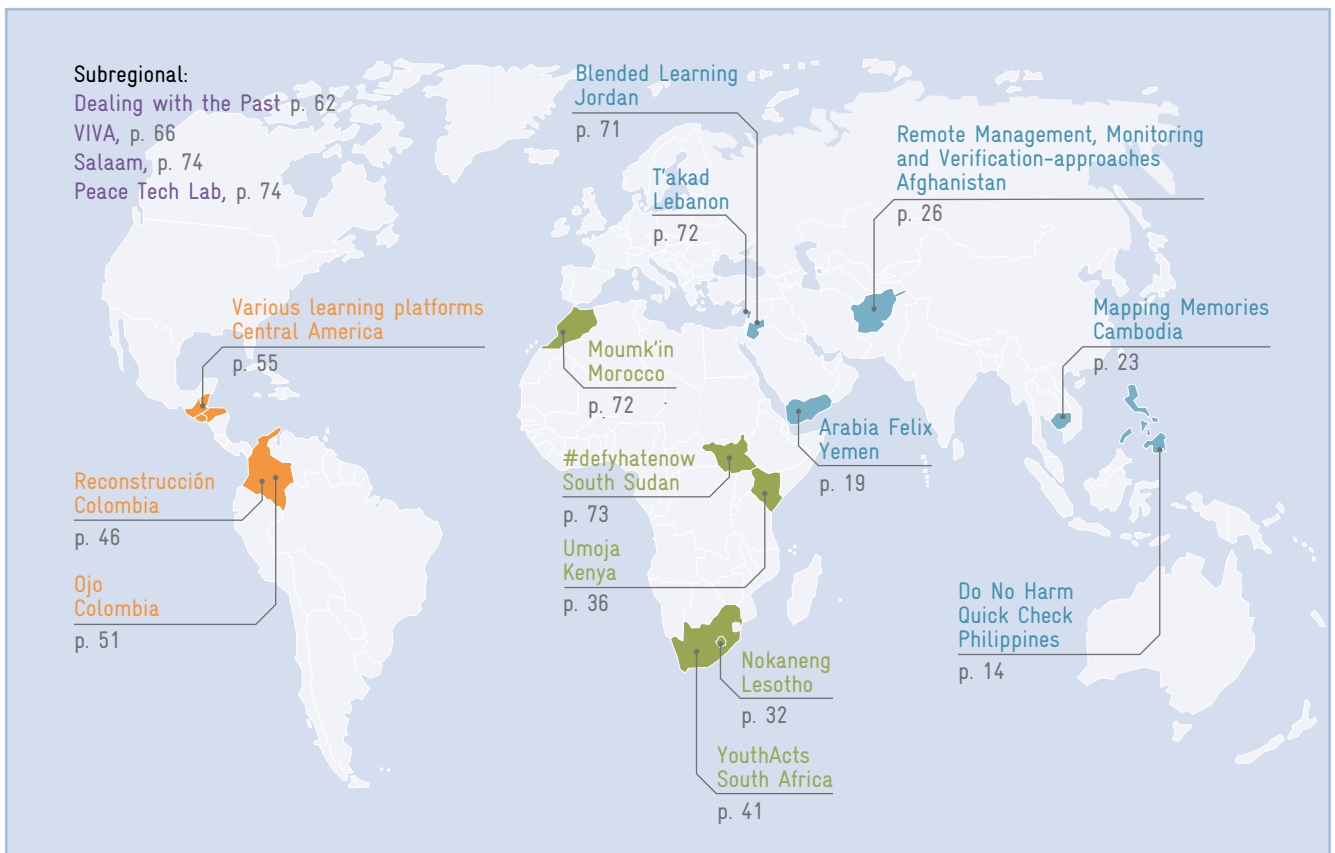 Subregional:
Dealing with the Past p. 62
VIVA, p. 66
Salaam, p. 74
Peace Tech Lab, p. 74
Blended Learning
Jordan
p. 71
T'akad
Lebanon
p. 72
Remote Management, Monitoring
and Verification-approaches
Afghanistan
p. 26
Various learning platforms
Central America
p. 55
Moumk'in
Morocco
p. 72
Mapping Memories
Cambodia
p. 23
Arabia Felix
Yemen
p. 19
#defyhatenow
South Sudan
p. 73
Reconstrucción
Colombia
p. 46
Umoja
Kenya
p. 36
Ojo
Colombia
p. 51
Do No Harm
Quick Check
Philippines
p. 14
Nokaneng
Lesotho
p. 32
YouthActs
South Africa
p. 41